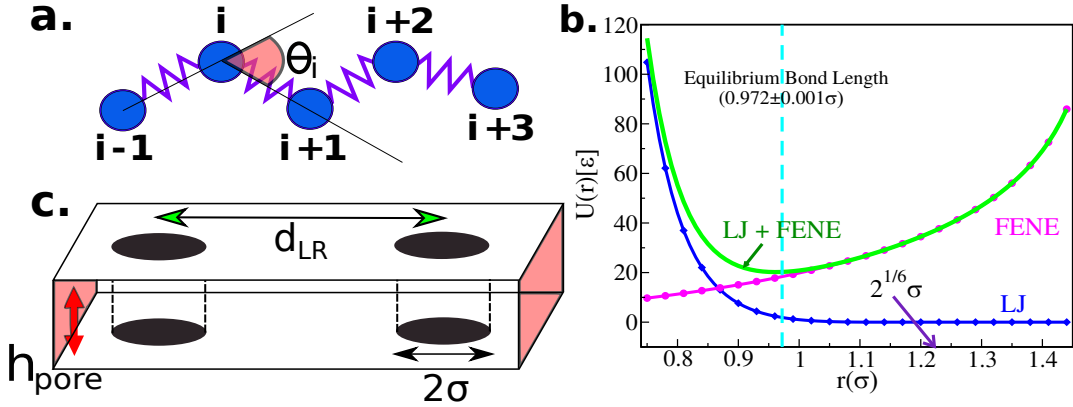 a.
i
i+2
θi
i-1
i+1
i+3
c.
dLR
hpore
2σ
b.
U(r)[ε]
120
100
80
60
40
20
0
Equilibrium Bond Length
(0.972±0.001σ)
LJ + FENE
FENE
2^1/6σ
LJ
0.8 0.9 1 1.1 1.2 1.3 1.4
r(σ)